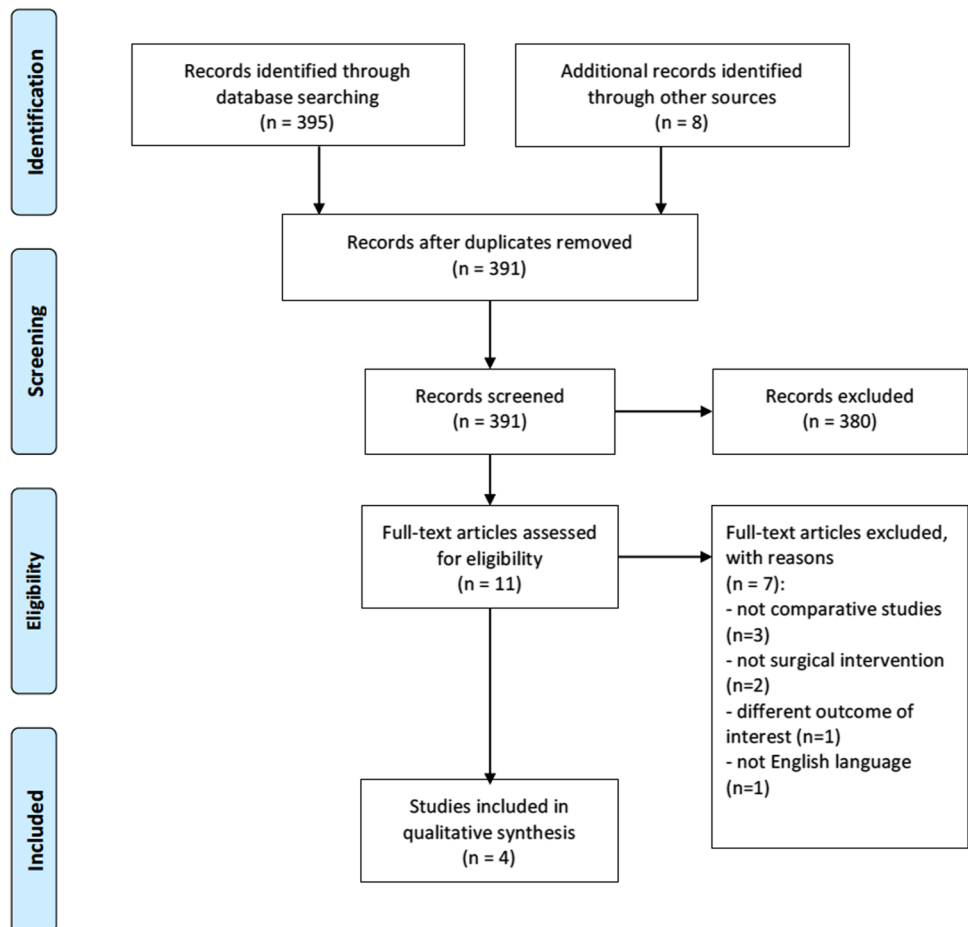 Identification
Records identified through
database searching
(n = 395)
Additional records identified
through other sources
(n = 8)
Screening
Records after duplicates removed
(n = 391)
Records screened
(n = 391)
Records excluded
(n = 380)
Eligibility
Full-text articles assessed
for eligibility
(n = 11)
Full-text articles excluded,
with reasons
(n = 7):
- not comparative studies
(n=3)
- not surgical intervention
(n=2)
- different outcome of
interest (n=1)
- not English language
(n=1)
Included
Studies included in
qualitative synthesis
(n = 4)